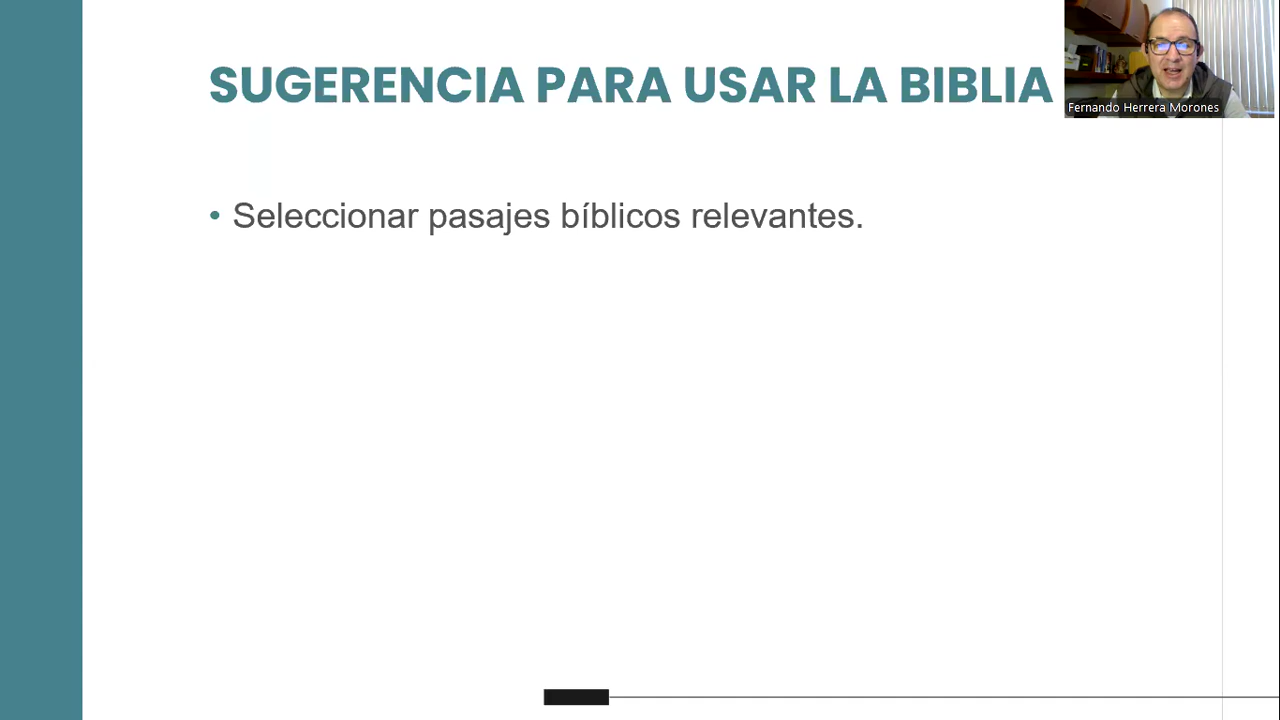 SUGERENCIA PARA USAR LA BIBLIA
Fernando Herrera Morones
• Seleccionar pasajes bíblicos relevantes.